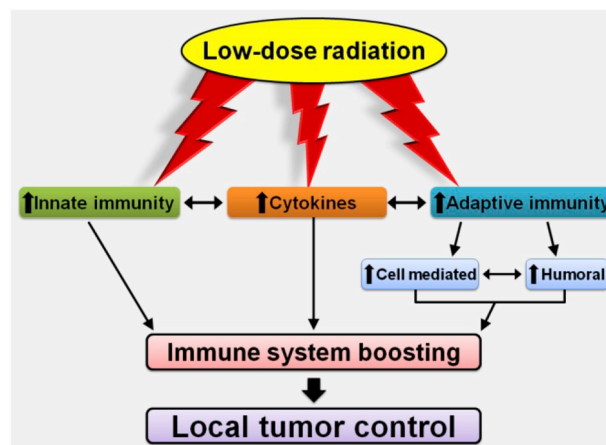 Low-dose radiation
Innate immunity
Cytokines
Adaptive immunity
Cell mediated
Humoral
Immune system boosting
Local tumor control